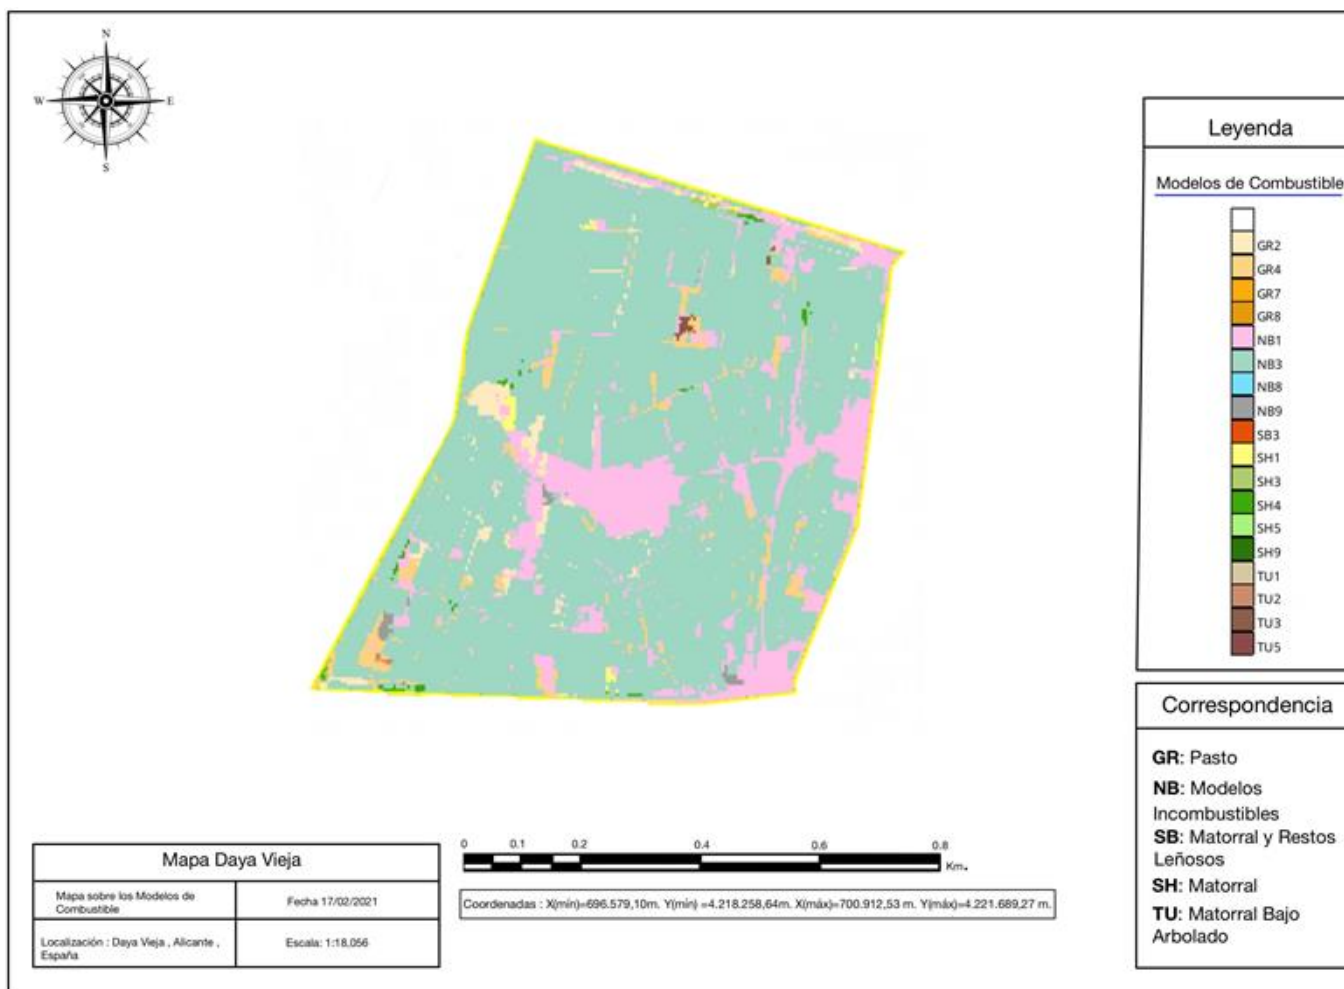 N
W
E
S
Leyenda
Modelos de Combustible
GR2
GR4
GR7
GR8
NB1
NB3
NB8
NB9
SB3
SH1
SH3
SH4
SH5
SH9
TU1
TU2
TU3
TU5
Correspondencia
GR: Pasto
NB: Modelos
Incombustibles
SB: Matorral y Restos
Leñosos
SH: Matorral
TU: Matorral Bajo
Arbolado
0 0.1 0.2 0.4 0.6 0.8
Km.
Coordenadas : X(mín)=696.579,10m. Y(mín) =4.218.258,64m. X(máx)=700.912,53 m. Y(máx)=4.221.689,27 m.
Mapa Daya Vieja
Mapa sobre los Modelos de
Combustible
Fecha 17/02/2021
Localización : Daya Vieja , Alicante ,
España
Escala: 1:18,056